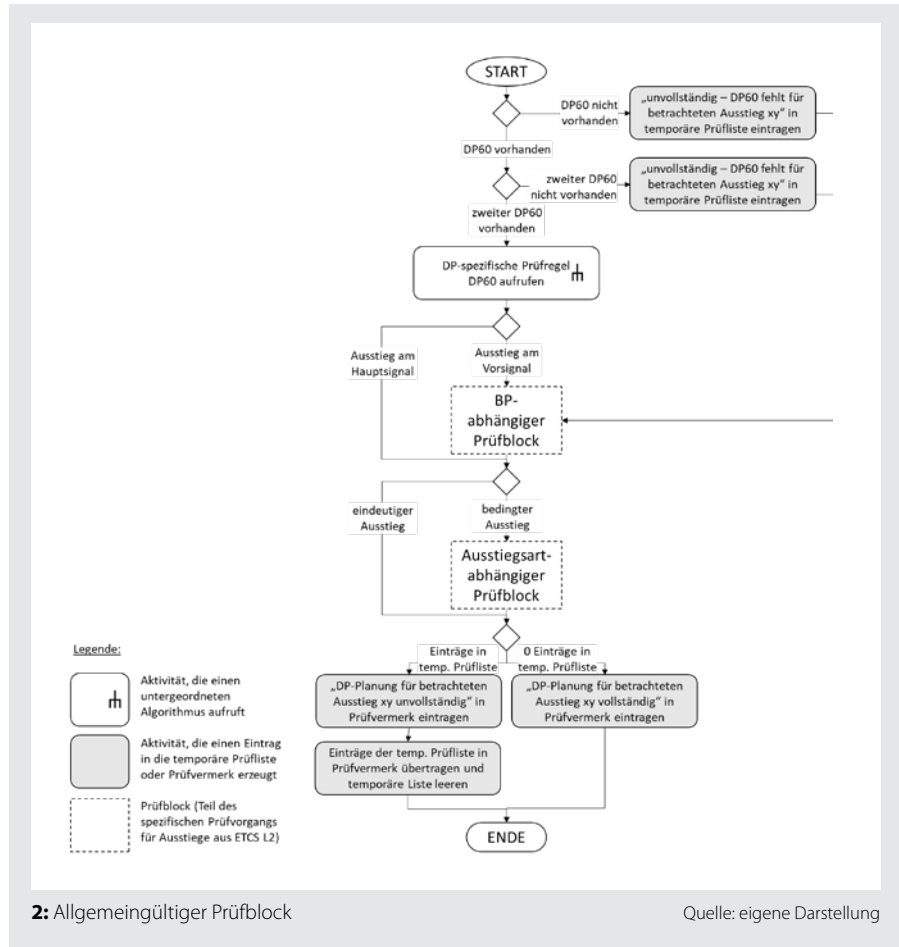 START
DP60 nicht
vorhanden
„unvollständig – DP60 fehlt für
betrachteten Ausstieg xy“ in
temporäre Prüfliste eintragen
DP60 vorhanden
zweiter DP60
nicht vorhanden
„unvollständig – DP60 fehlt für
betrachteten Ausstieg xy“ in
temporäre Prüfliste eintragen
zweiter DP60
vorhanden
DP-spezifische Prüfregel
DP60 aufrufen
Ausstieg am
Hauptsignal
Ausstieg am
Vorsignal
BP-
abhängiger
Prüfblock
eindeutiger
Ausstieg
bedingter
Ausstieg
Ausstiegsart-
abhängiger
Prüfblock
Einträge in
temp. Prüfliste
0 Einträge in
temp. Prüfliste
„DP-Planung für betrachteten
Ausstieg xy unvollständig“ in
Prüfvermerk eintragen
„DP-Planung für betrachteten
Ausstieg xy vollständig“ in
Prüfvermerk eintragen
Einträge der temp. Prüfliste in
Prüfvermerk übertragen und
temporäre Liste leeren
ENDE
Legende:
Aktivität, die einen
untergeordneten
Algorithmus aufruft
Aktivität, die einen Eintrag
in die temporäre Prüfliste
oder Prüfvermerk erzeugt
Prüfblock (Teil des
spezifischen Prüfvorgangs
für Ausstiege aus ETCS L2)
2: Allgemeingültiger Prüfblock
Quelle: eigene Darstellung